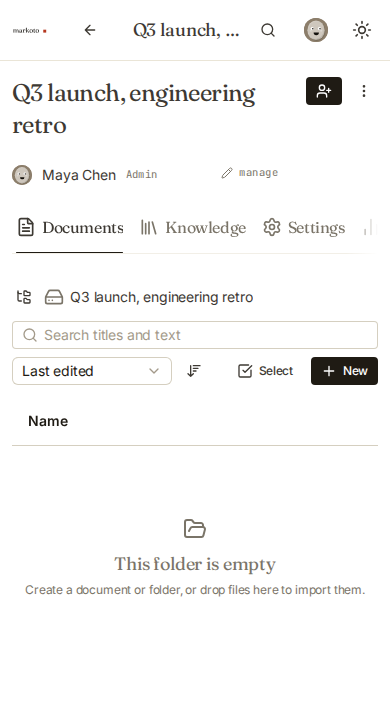 markoto
Q3 launch, ...
Q3 launch, engineering
retro
Maya Chen Admin
manage
Documents Knowledge Settings
Q3 launch, engineering retro
Search titles and text
Last edited
Select
New
Name
This folder is empty
Create a document or folder, or drop files here to import them.